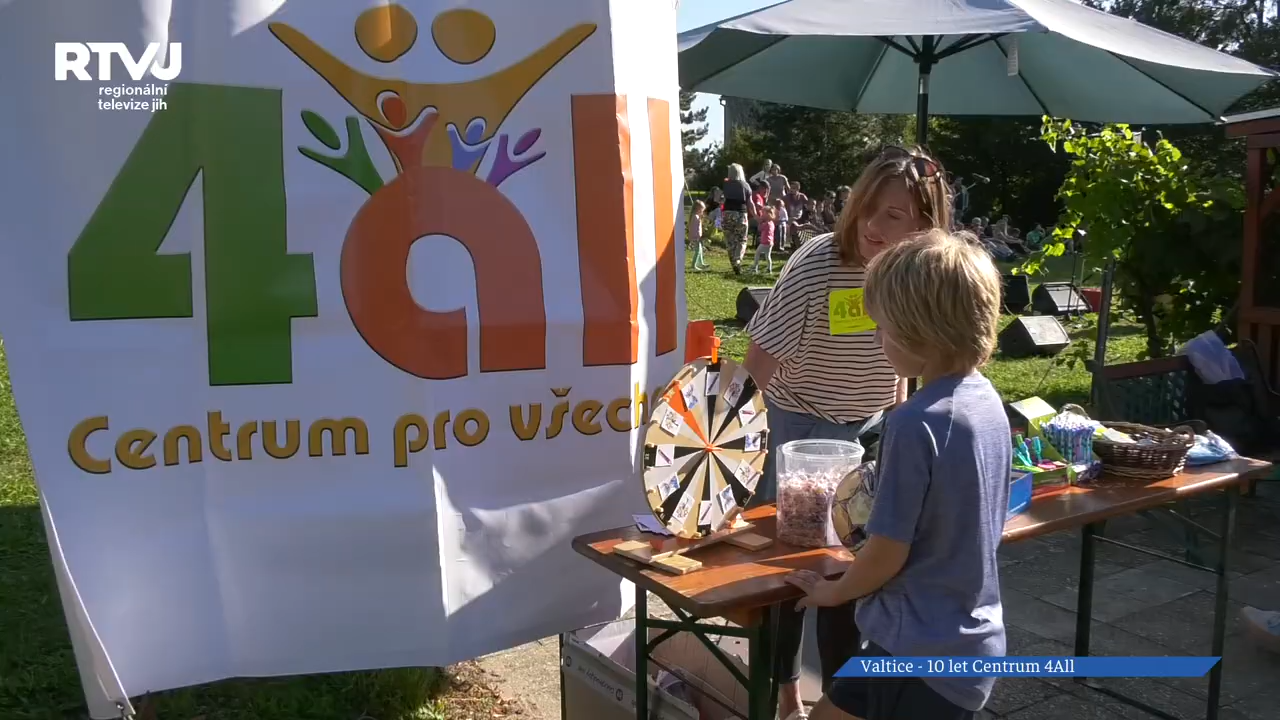 RTVJ
regionální
televize jih
4all
Centrum pro všech
4all
Valtice - 10 let Centrum 4All